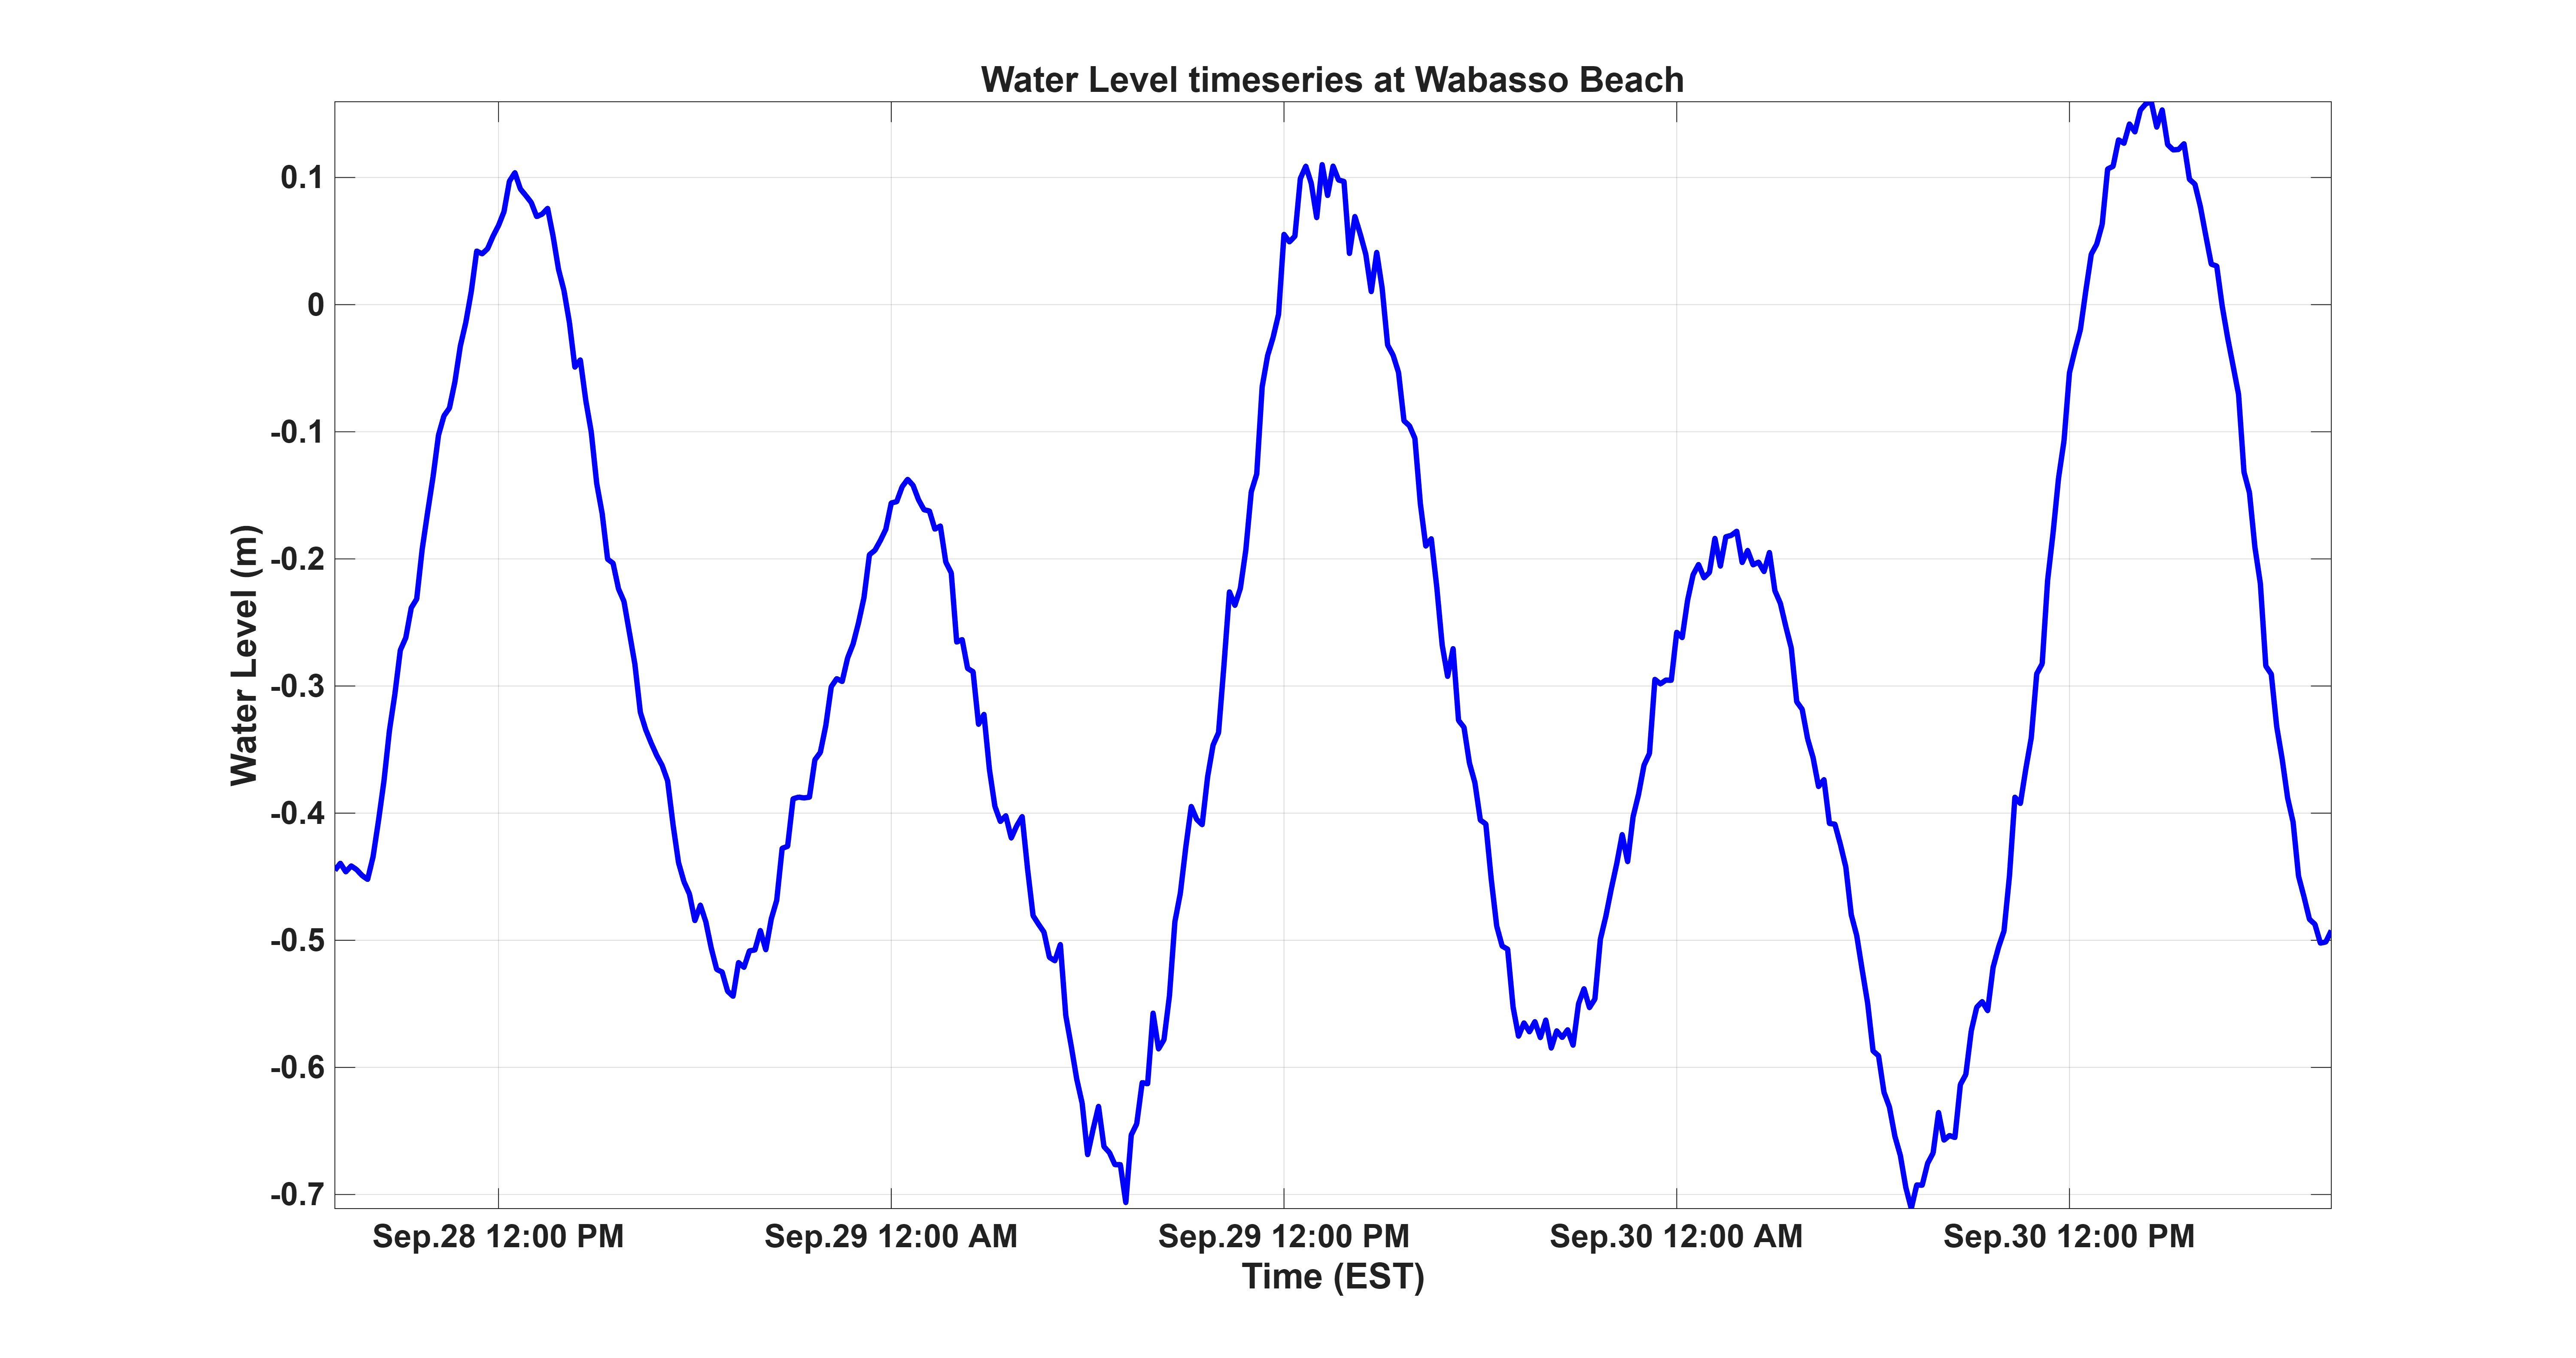 Water Level timeseries at Wabasso Beach
Water Level (m)
0.1
0
-0.1
-0.2
-0.3
-0.4
-0.5
-0.6
-0.7
Sep.28 12:00 PM
Sep.29 12:00 AM
Sep.29 12:00 PM
Sep.30 12:00 AM
Sep.30 12:00 PM
Time (EST)